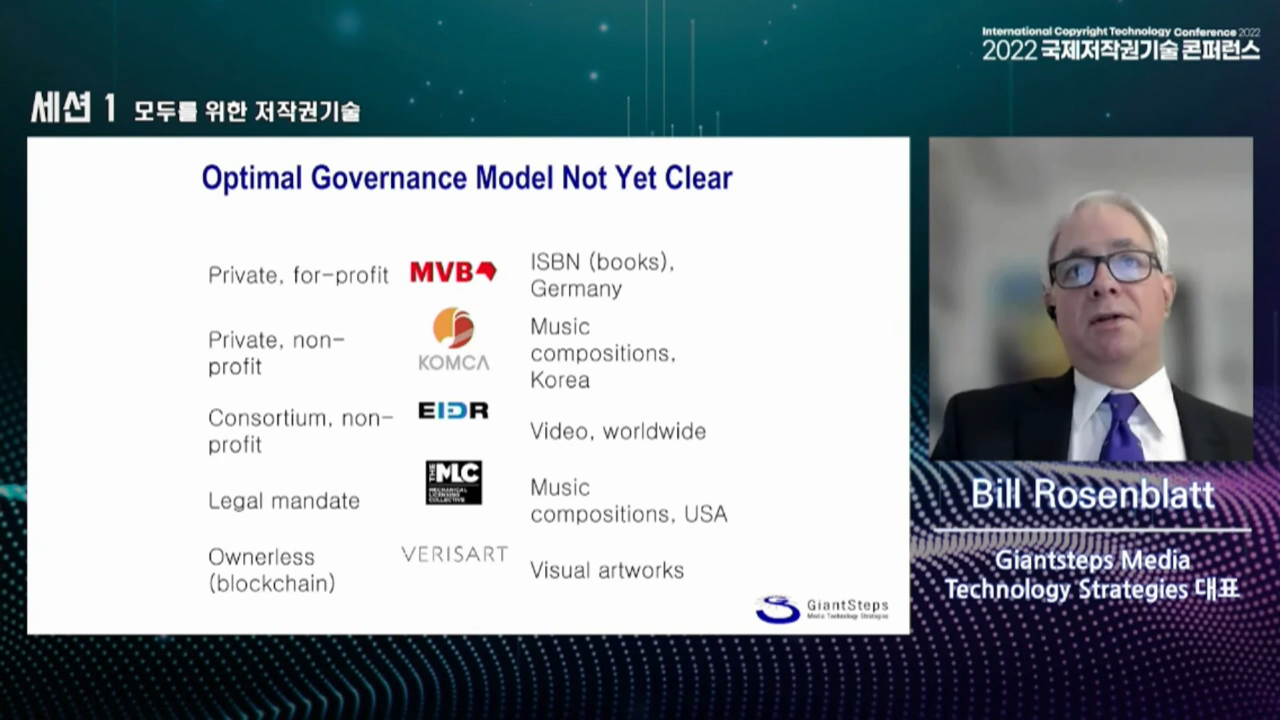 International Copyright Technology Conference 2022
2022 국제저작권기술 콘퍼런스
세션 1 모두를 위한 저작권기술
Optimal Governance Model Not Yet Clear
Private, for-profit
MVB
ISBN (books),
Germany
Private, non-
profit
KOMCA
Music
compositions,
Korea
Consortium, non-
profit
EIDR
Video, worldwide
Legal mandate
THE MLC
MECHANICAL
LICENSING
COLLECTIVE
Music
compositions, USA
Ownerless
(blockchain)
VERISART
Visual artworks
GiantSteps
Media Technology Strategies
Bill Rosenblatt
Giantsteps Media
Technology Strategies 대표